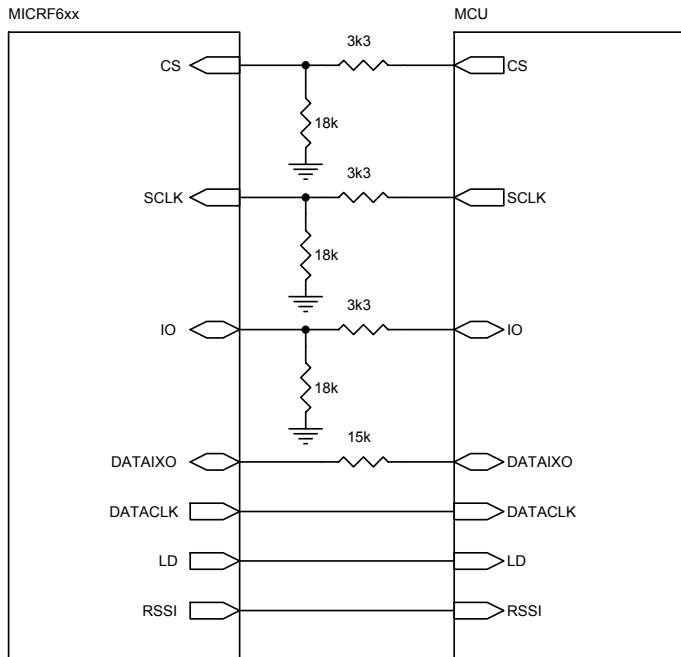 MICRF6xx
MCU
3k3
CS
CS
18k
3k3
SCLK
SCLK
18k
3k3
IO
IO
18k
15k
DATAIXO
DATAIXO
DATACLK
DATACLK
LD
LD
RSSI
RSSI